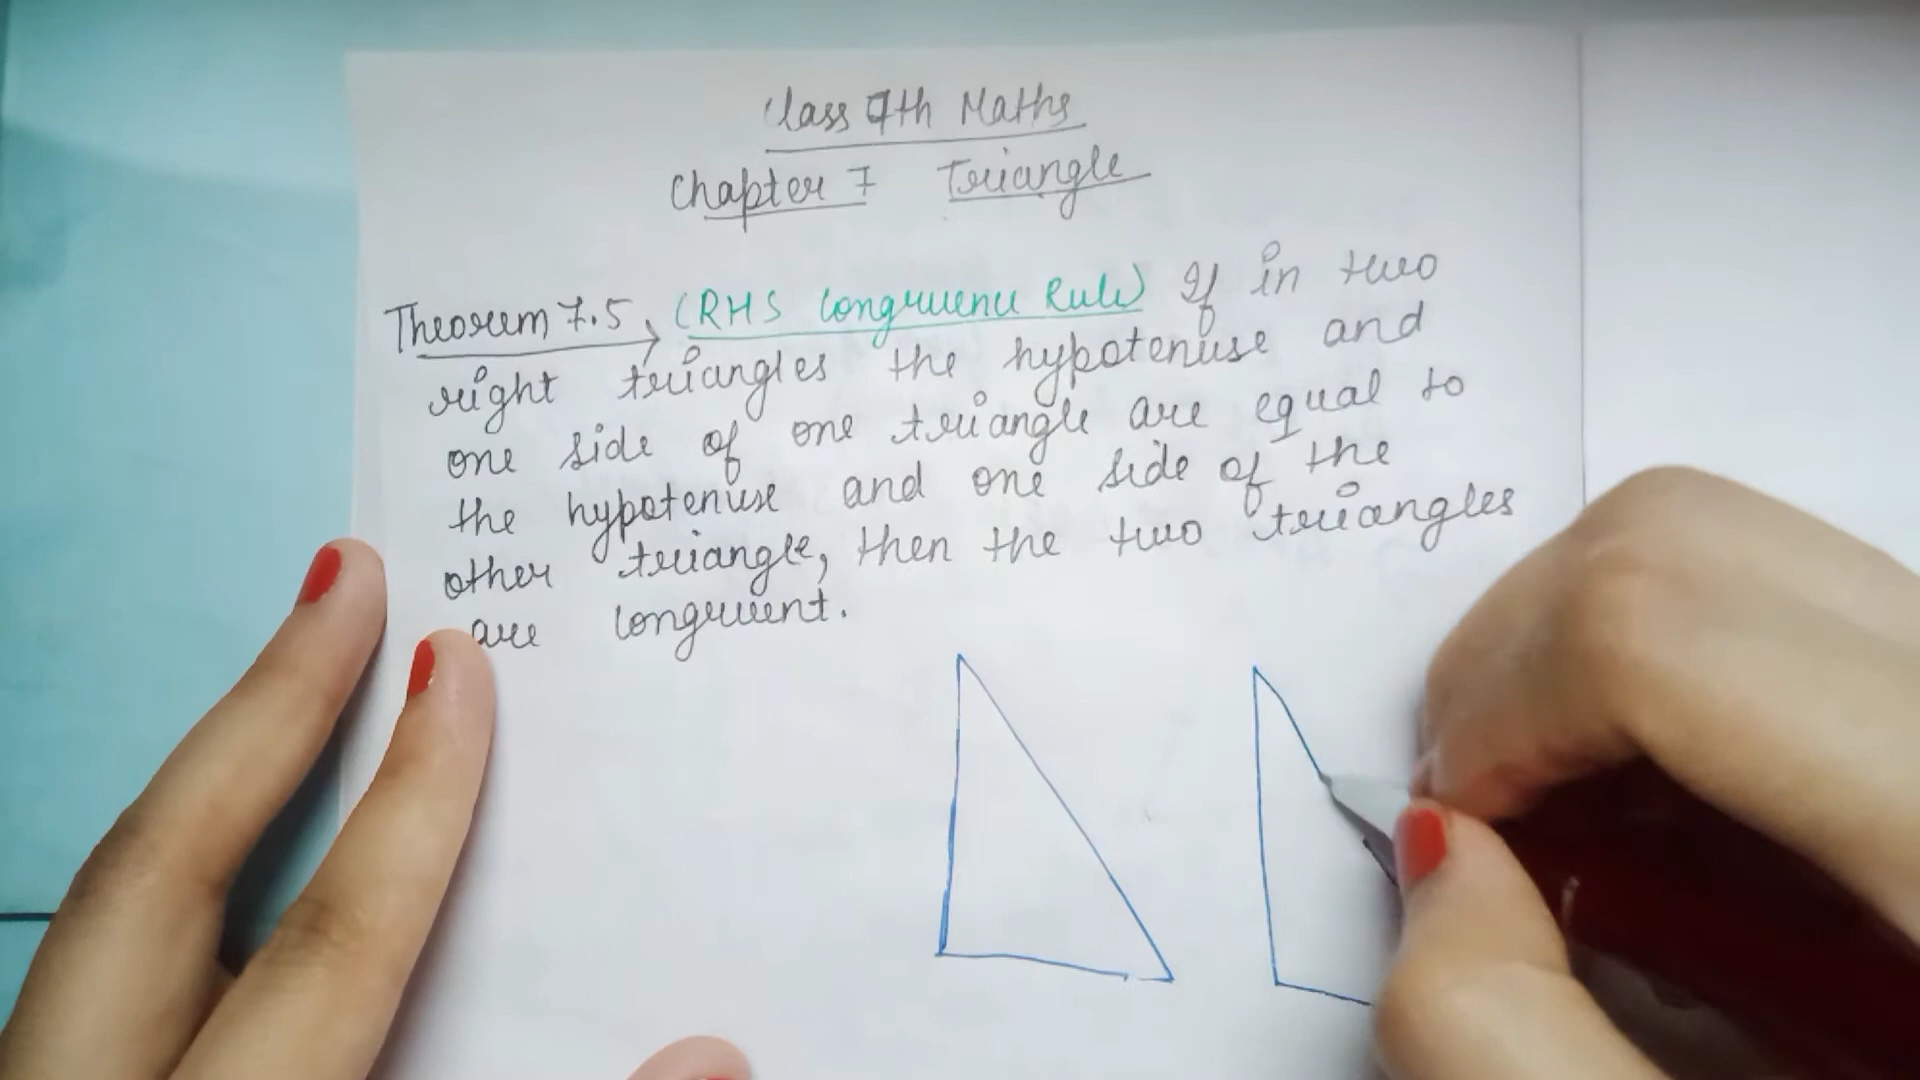 Class 9th Maths
Chapter 7 Triangle
Theorem 7.5 (RHS Congruence Rule) If in two
right triangles the hypotenuse and
one side of one triangle are equal to
the hypotenuse and one side of the
other triangle, then the two triangles
are congruent.